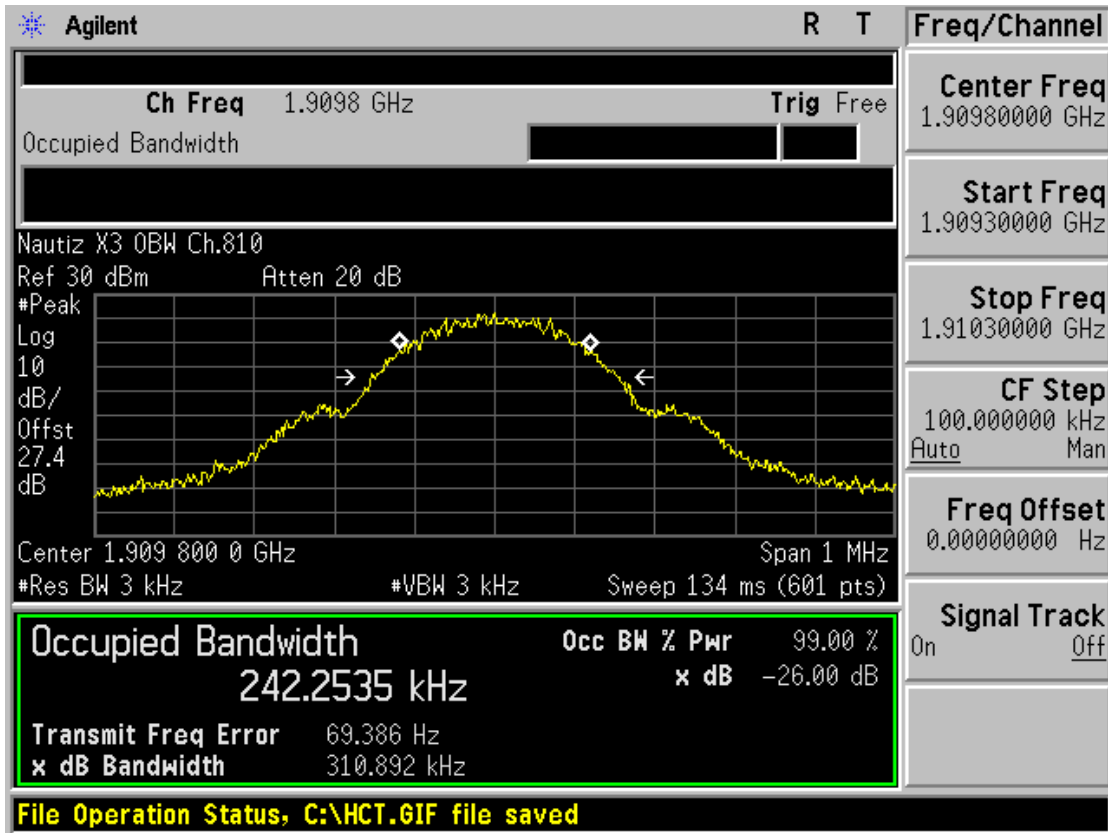 Agilent R T
Ch Freq 1.9098 GHz Trig Free
Occupied Bandwidth
Nautiz X3 OBW Ch.810
Ref 30 dBm Atten 20 dB
#Peak
Log
10
dB/
Offst
27.4
dB
Center 1.909 800 0 GHz Span 1 MHz
#Res BW 3 kHz #VBW 3 kHz Sweep 134 ms (601 pts)
Occupied Bandwidth
242.2535 kHz
Occ BW % Pwr 99.00 %
x dB -26.00 dB
Transmit Freq Error 69.386 Hz
x dB Bandwidth 310.892 kHz
File Operation Status, C:\HCT.GIF file saved
Freq/Channel
Center Freq
1.90980000 GHz
Start Freq
1.90930000 GHz
Stop Freq
1.91030000 GHz
CF Step
100.000000 kHz
Auto Man
Freq Offset
0.00000000 Hz
Signal Track
On Off